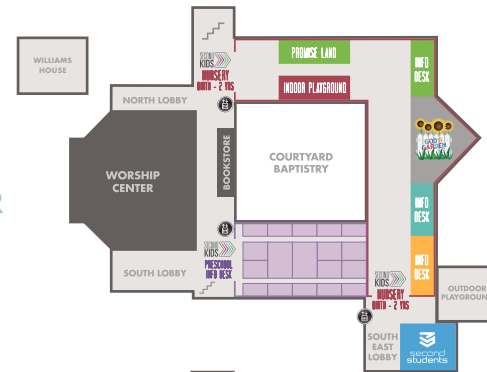 WILLIAMS
HOUSE
SECOND
KIDS
NURSERY
BIRTH - 2 YRS
PROMISE LAND
INDOOR PLAYGROUND
INFO
DESK
NORTH LOBBY
WORSHIP
CENTER
BOOKSTORE
COURTYARD
BAPTISTRY
GOD'S
GARDEN
INFO
DESK
SOUTH LOBBY
SECOND
KIDS
PRESCHOOL
INFO DESK
INFO
DESK
SECOND
KIDS
NURSERY
BIRTH - 2 YRS
OUTDOOR
PLAYGROUND
SOUTH
EAST
LOBBY
second
students